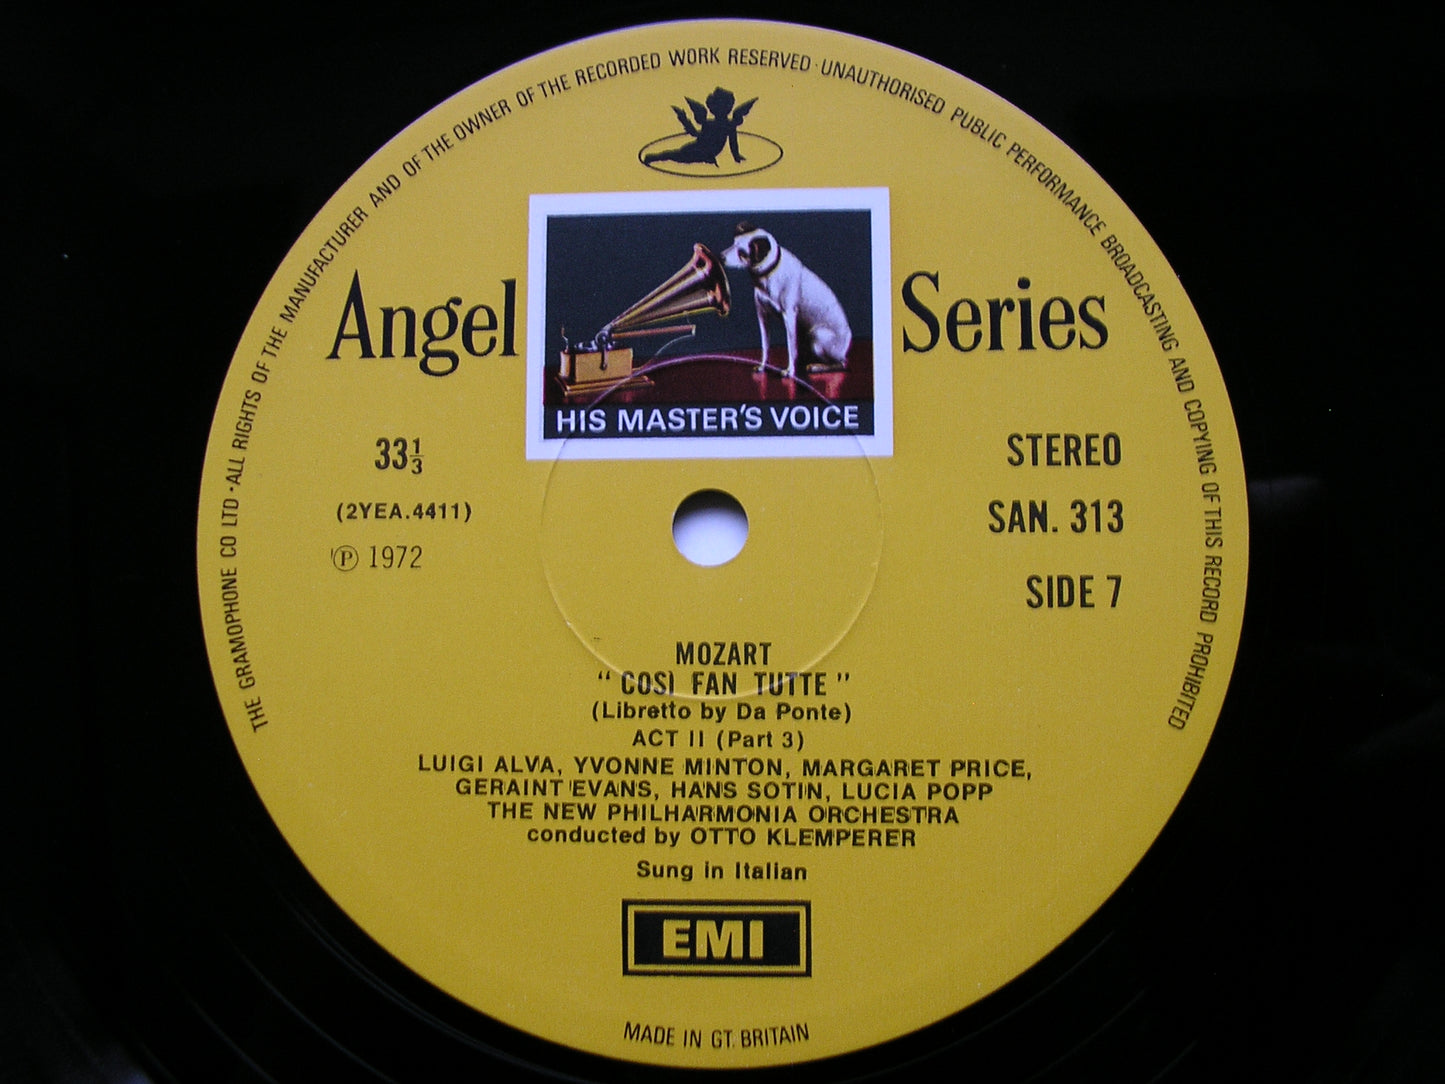 THE GRAMOPHONE CO LTD · ALL RIGHTS OF THE MANUFACTURER AND OF THE OWNER OF THE RECORDED WORK RESERVED · UNAUTHORISED PUBLIC PERFORMANCE BROADCASTING AND COPYING OF THIS RECORD PROHIBITED
Angel Series
HIS MASTER'S VOICE
33⅓
(2YEA.4411)
℗ 1972
STEREO
SAN. 313
SIDE 7
MOZART
“ COSÌ FAN TUTTE ”
(Libretto by Da Ponte)
ACT II (Part 3)
LUIGI ALVA, YVONNE MINTON, MARGARET PRICE,
GERAINT EVANS, HANS SOTIN, LUCIA POPP
THE NEW PHILHARMONIA ORCHESTRA
conducted by OTTO KLEMPERER
Sung in Italian
EMI
MADE IN GT. BRITAIN